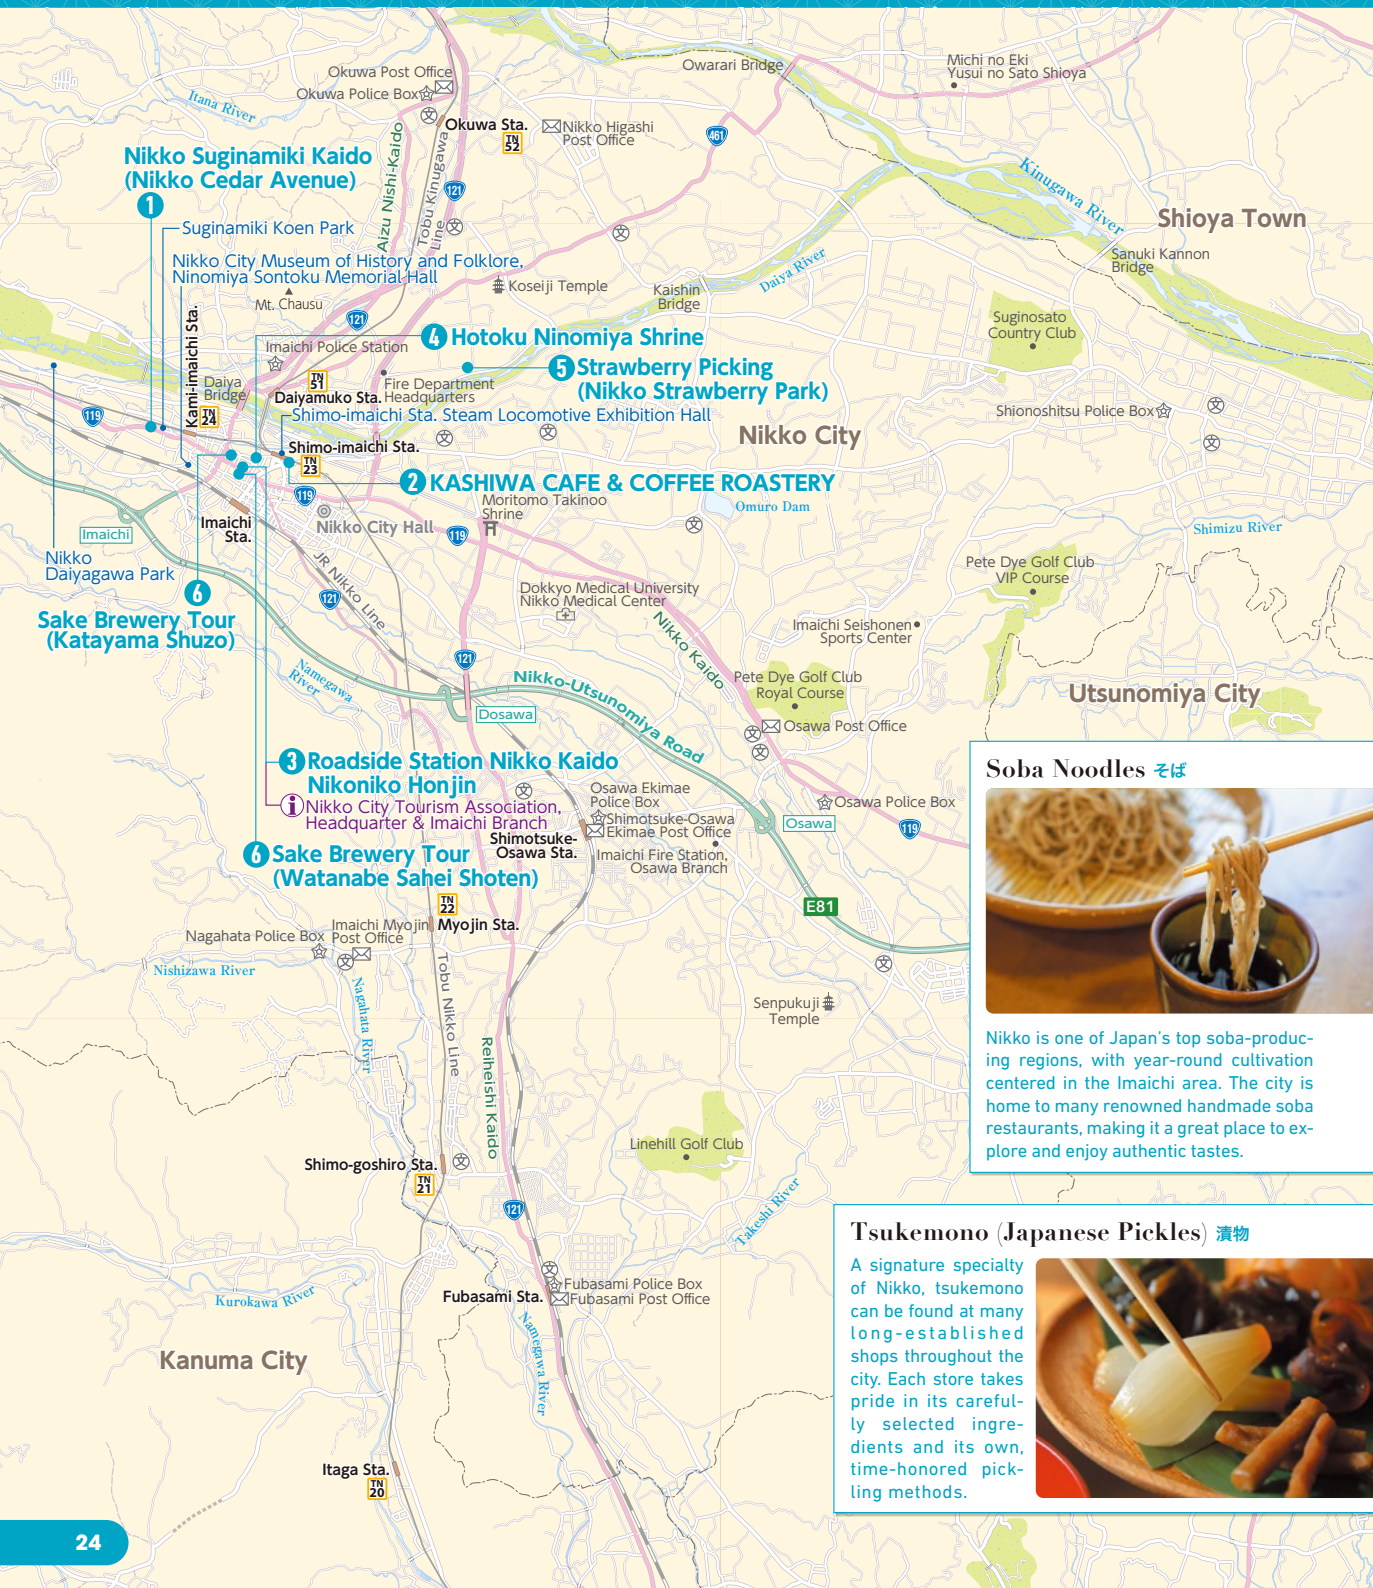 Okuwa Post Office
Okuwa Police Box
Itana River
Okuwa Sta.
TN
52
Nikko Higashi
Post Office
Owarari Bridge
Michi no Eki
Yusui no Sato Shioya
461
Aizu Nishi-Kaido
Tobu Kinugawa
Line
121
Kinugawa River
Shioya Town
Sanuki Kannon
Bridge
Nikko Suginamiki Kaido
(Nikko Cedar Avenue)
1
Suginamiki Koen Park
Nikko City Museum of History and Folklore,
Ninomiya Sontoku Memorial Hall
Mt. Chausu
Koseiji Temple
Kaishin
Bridge
Daiya River
121
Suginosato
Country Club
Kami-imaichi Sta.
TN
24
Imaichi Police Station
4 Hotoku Ninomiya Shrine
5 Strawberry Picking
(Nikko Strawberry Park)
Daiya
Bridge
TN
51
Daiyamuko Sta.
Fire Department
Headquarters
Shimo-imaichi Sta. Steam Locomotive Exhibition Hall
Shionoshitsu Police Box
119
Nikko City
Shimo-imaichi Sta.
TN
23
2 KASHIWA CAFE & COFFEE ROASTERY
119
Moritomo Takinoo
Shrine
Omuro Dam
Imaichi
Sta.
Nikko City Hall
119
Shimizu River
Imaichi
Nikko
Daiyagawa Park
JR Nikko Line
121
6
Sake Brewery Tour
(Katayama Shuzo)
Dokkyo Medical University
Nikko Medical Center
Pete Dye Golf Club
VIP Course
Imaichi Seishonen
Sports Center
Nikko Kaido
121
Namegawa
River
Nikko-Utsunomiya Road
Pete Dye Golf Club
Royal Course
Utsunomiya City
Dosawa
Osawa Post Office
3 Roadside Station Nikko Kaido
Nikoniko Honjin
i Nikko City Tourism Association,
Headquarter & Imaichi Branch
Osawa Ekimae
Police Box
Shimotsuke-Osawa
Ekimae Post Office
Shimotsuke-
Osawa Sta.
Imaichi Fire Station,
Osawa Branch
Osawa Police Box
Osawa
119
6 Sake Brewery Tour
(Watanabe Sahei Shoten)
E81
TN
22
Myojin Sta.
Imaichi Myojin
Post Office
Nagahata Police Box
Nishizawa River
Nagahata River
Tobu Nikko Line
Reiheishi Kaido
Senpukuji
Temple
Soba Noodles そば
Nikko is one of Japan's top soba-produc-
ing regions, with year-round cultivation
centered in the Imaichi area. The city is
home to many renowned handmade soba
restaurants, making it a great place to ex-
plore and enjoy authentic tastes.
Linehill Golf Club
Shimo-goshiro Sta.
TN
21
121
Takeshi River
Kurokawa River
Fubasami Police Box
Fubasami Sta.
Fubasami Post Office
Namegawa River
Kanuma City
Itaga Sta.
TN
20
Tsukemono (Japanese Pickles) 漬物
A signature specialty
of Nikko, tsukemono
can be found at many
long-established
shops throughout the
city. Each store takes
pride in its careful-
ly selected ingre-
dients and its own,
time-honored pick-
ling methods.
24